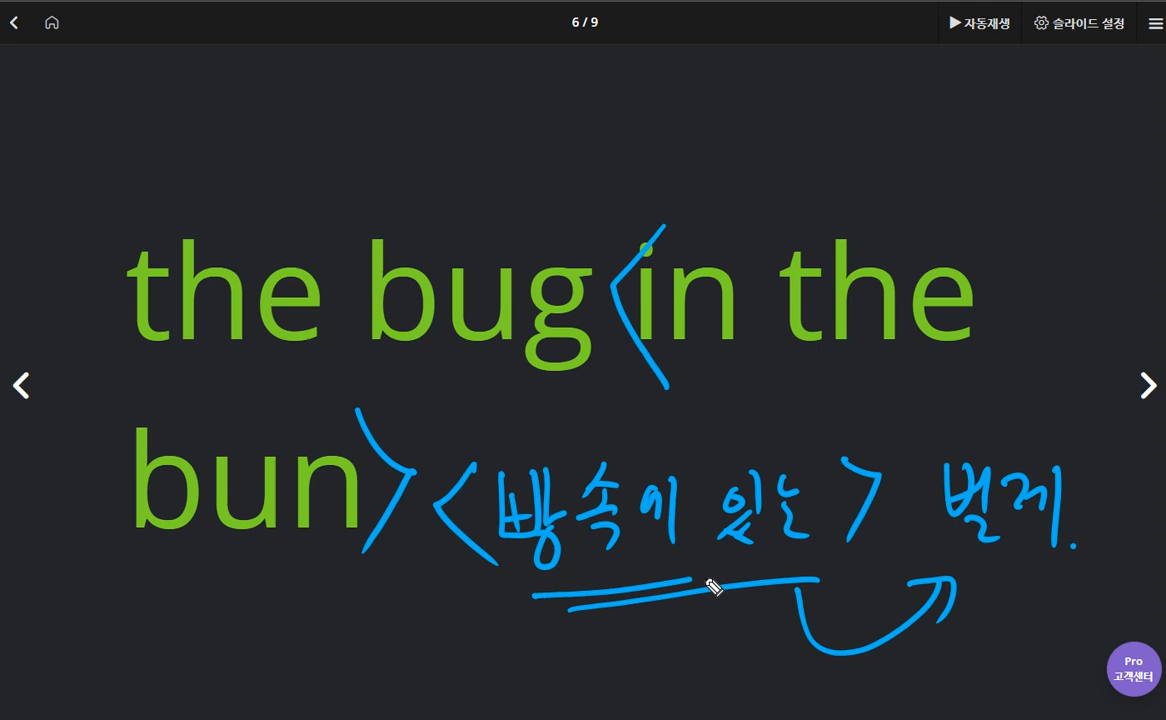 6 / 9
자동재생
슬라이드 설정
the bug in the
bun
<빵속에 있는> 벌레.
Pro
고객센터